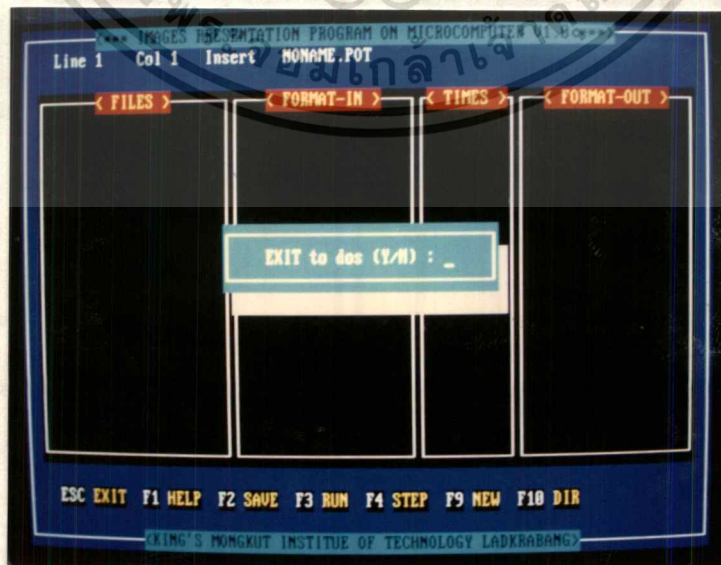 <*** IMAGES PRESENTATION PROGRAM ON MICROCOMPUTER V1.0 ***>
Line 1 Col 1 Insert NONAME.POT
< FILES > < FORMAT-IN > < TIMES > < FORMAT-OUT >
EXIT to dos (Y/N) : _
ESC EXIT F1 HELP F2 SAVE F3 RUN F4 STEP F9 NEW F10 DIR
<KING'S MONGKUT INSTITUE OF TECHNOLOGY LADKRABANG>